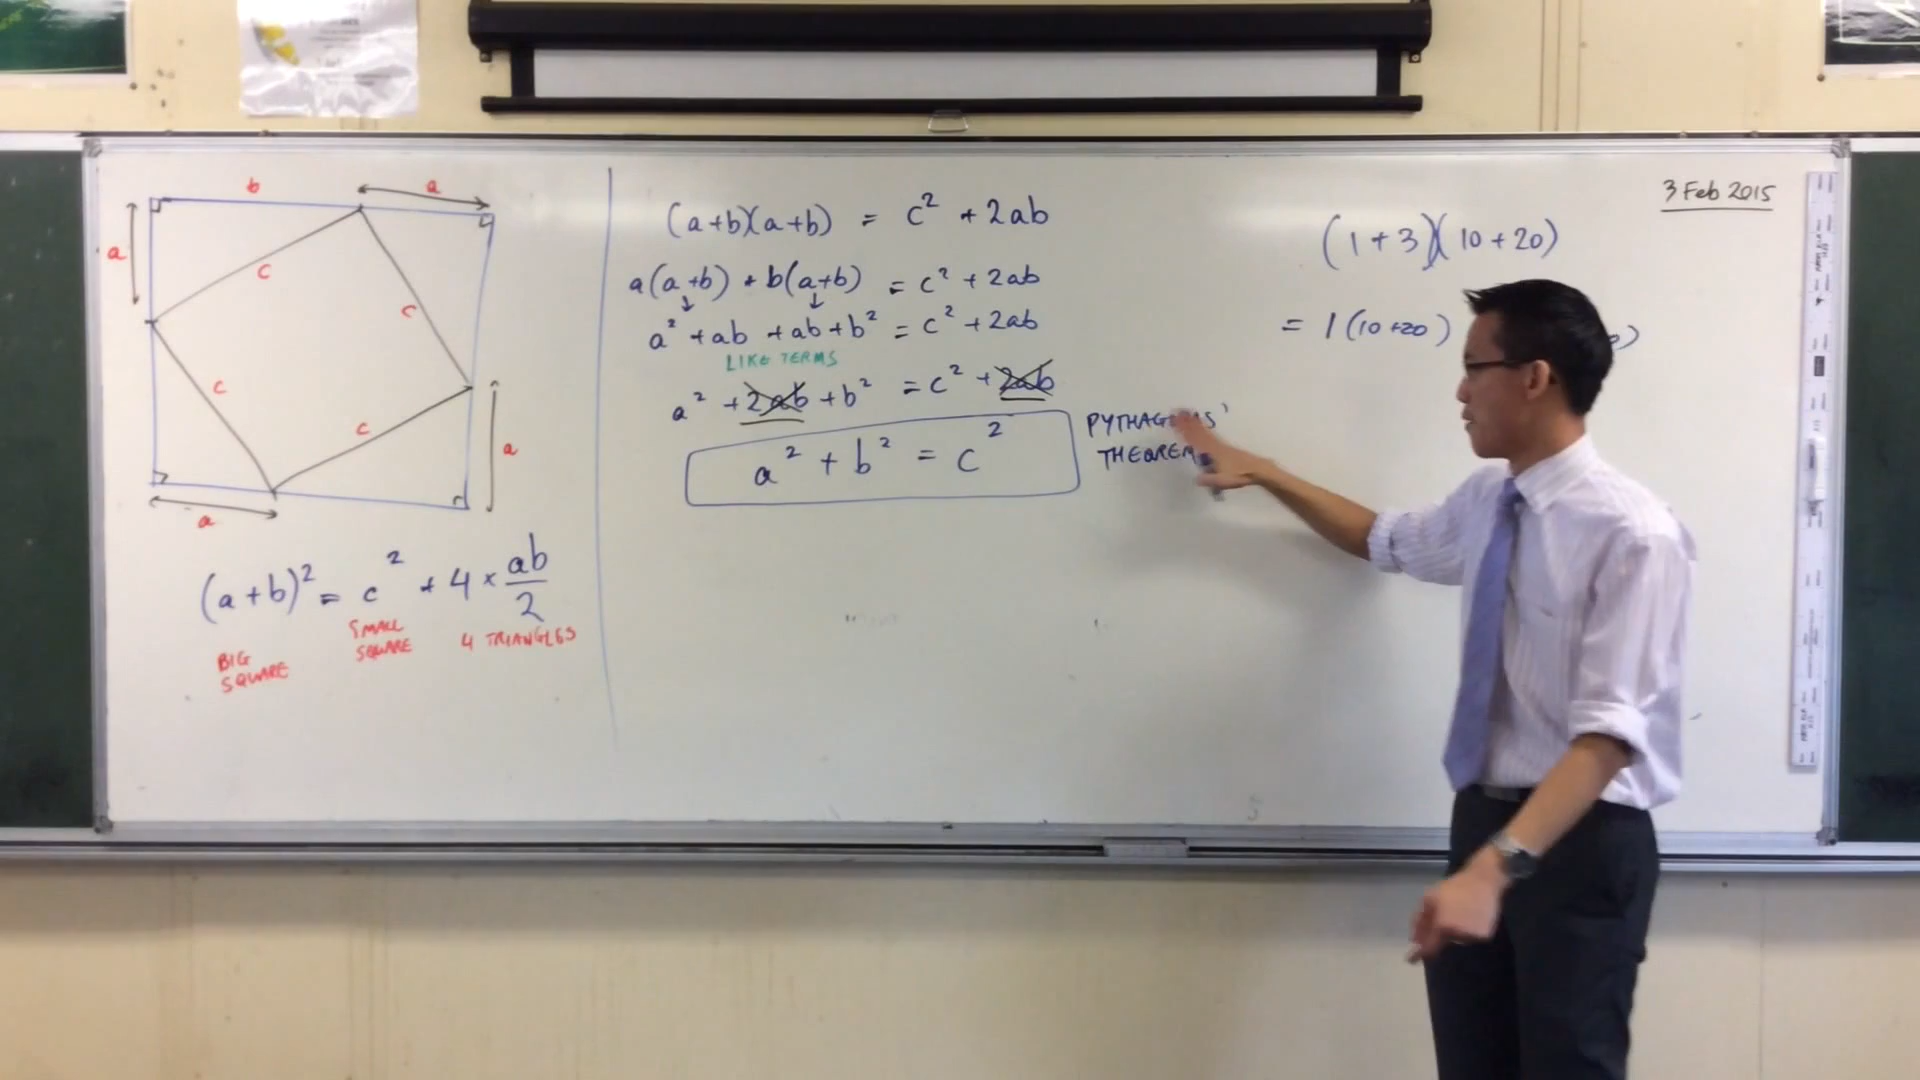 b
a
a
c
c
c
c
a
a
(a+b)² = c² + 4 × ab/2
BIG SQUARE
SMALL SQUARE
4 TRIANGLES
(a+b)(a+b) = c² + 2ab
a(a+b) + b(a+b) = c² + 2ab
a² + ab + ab + b² = c² + 2ab
LIKE TERMS
a² + 2ab + b² = c² + 2ab
a² + b² = c²
THEOREM
3 Feb 2015
(1+3)(10+20)
= 1(10+20)